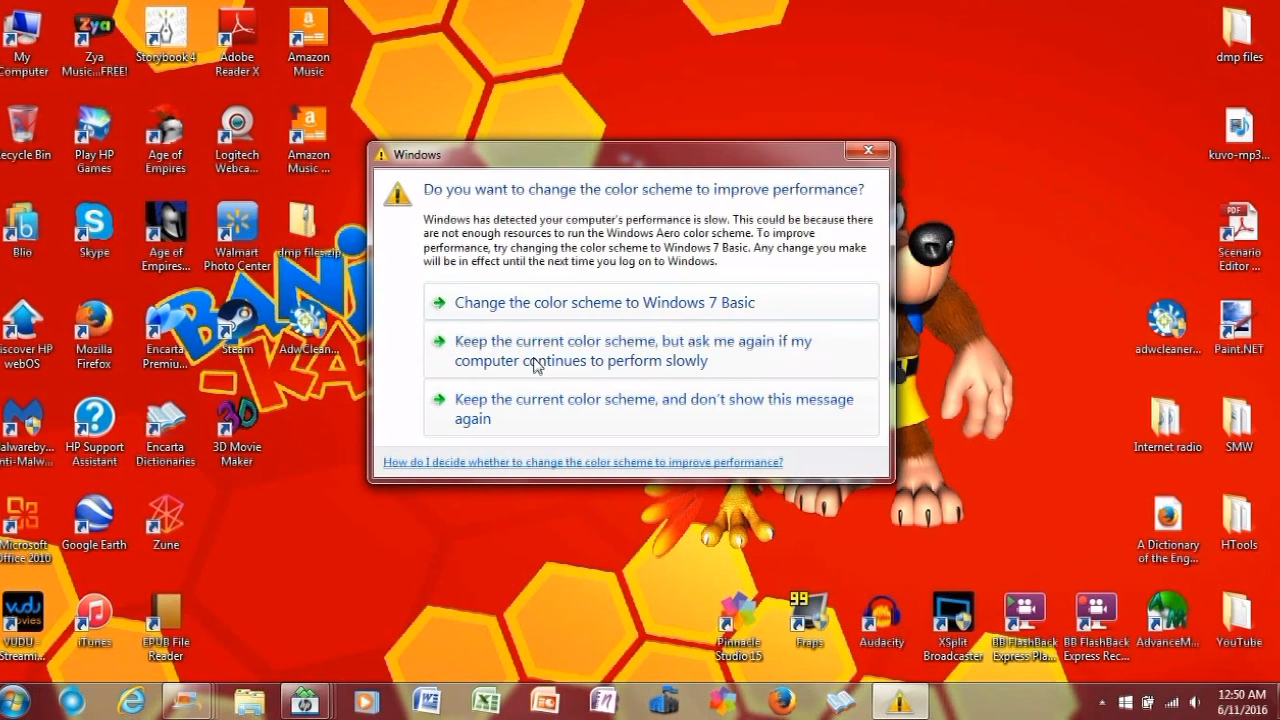 My
Computer
Zya
Music...FREE!
Storybook 4
Adobe
Reader X
Amazon
Music
dmp files
ecycle Bin
Play HP
Games
Age of
Empires
Logitech
Webca...
Amazon
Music ...
kuvo-mp3...
Blio
Skype
Age of
Empires...
Walmart
Photo Center
dmp files.zip
PDF
Scenario
Editor ...
iscover HP
webOS
Mozilla
Firefox
Encarta
Premiu...
Steam
AdwClean...
adwcleaner...
Paint.NET
alwareby...
nti-Malw...
HP Support
Assistant
Encarta
Dictionaries
3D Movie
Maker
Internet radio
SMW
Microsoft
Office 2010
Google Earth
Zune
A Dictionary
of the Eng...
HTools
VUDU -
Streami...
iTunes
EPUB File
Reader
Pinnacle
Studio 15
99
Fraps
Audacity
XSplit
Broadcaster
BB FlashBack
Express Pla...
BB FlashBack
Express Rec...
AdvanceM...
YouTube
Windows
Do you want to change the color scheme to improve performance?
Windows has detected your computer's performance is slow. This could be because there
are not enough resources to run the Windows Aero color scheme. To improve
performance, try changing the color scheme to Windows 7 Basic. Any change you make
will be in effect until the next time you log on to Windows.
Change the color scheme to Windows 7 Basic
Keep the current color scheme, but ask me again if my
computer continues to perform slowly
Keep the current color scheme, and don't show this message
again
How do I decide whether to change the color scheme to improve performance?
12:50 AM
6/11/2016